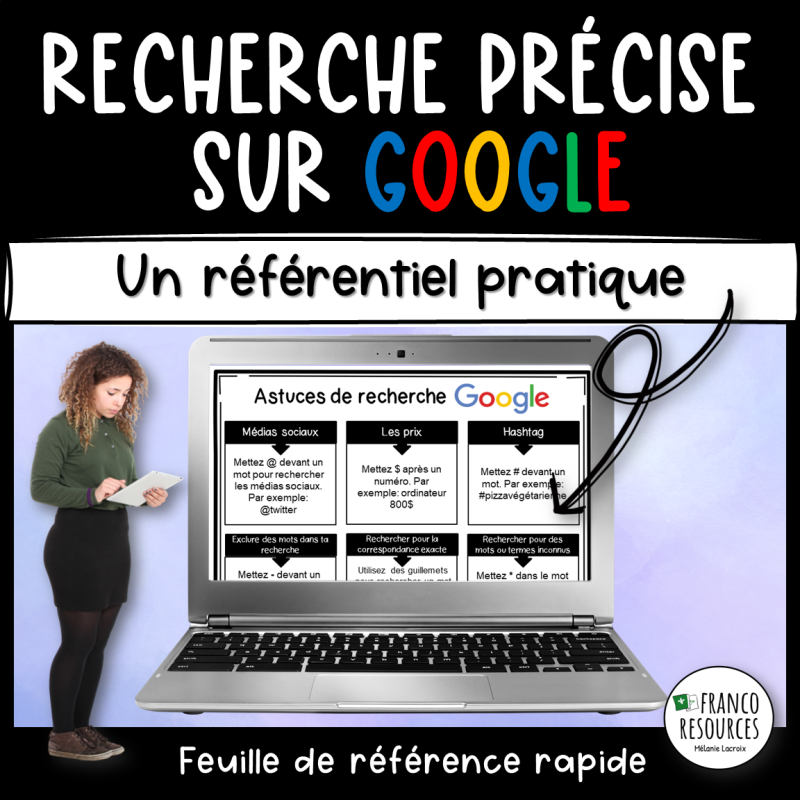 RECHERCHE PRÉCISE
SUR GOOGLE
Un référentiel pratique
Astuces de recherche Google
Médias sociaux
Mettez @ devant un
mot pour rechercher
les médias sociaux.
Par exemple:
@twitter
Les prix
Mettez $ après un
numéro. Par
exemple: ordinateur
800$
Hashtag
Mettez # devant un
mot. Par exemple:
#pizzavégétarienne
Exclure des mots dans ta
recherche
Mettez - devant un
Rechercher pour la
correspondance exacte
Utilisez des guillemets
pour rechercher un mot
Rechercher pour des
mots ou termes inconnus
Mettez * dans le mot
FRANCO
RESOURCES
Mélanie Lacroix
Feuille de référence rapide